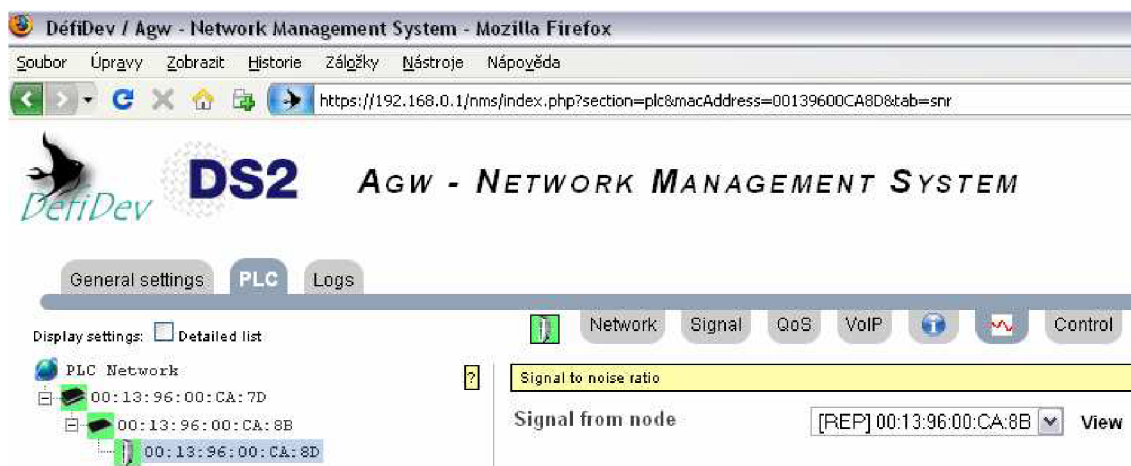 DéfiDev / Agw - Network Management System - Mozilla Firefox
Soubor Úpravy Zobrazit Historie Záložky Nástroje Nápověda
https://192.168.0.1/nms/index.php?section=plc&macAddress=00139600CA8D&tab=snr
DéfiDev DS2 AGW - NETWORK MANAGEMENT SYSTEM
General settings PLC Logs
Display settings: Detailed list
Network Signal QoS VoIP Control
PLC Network
?
Signal to noise ratio
00:13:96:00:CA:7D
Signal from node [REP] 00:13:96:00:CA:8B View
00:13:96:00:CA:8B
00:13:96:00:CA:8D